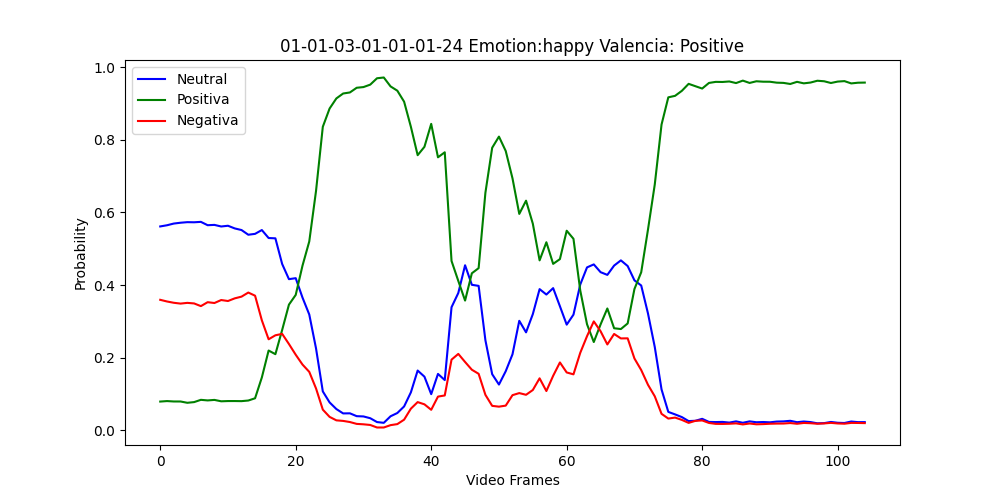 01-01-03-01-01-01-24 Emotion:happy Valencia: Positive
Neutral
Positiva
Negativa
1.0
0.8
0.6
0.4
0.2
0.0
Probability
0
20
40
60
80
100
Video Frames